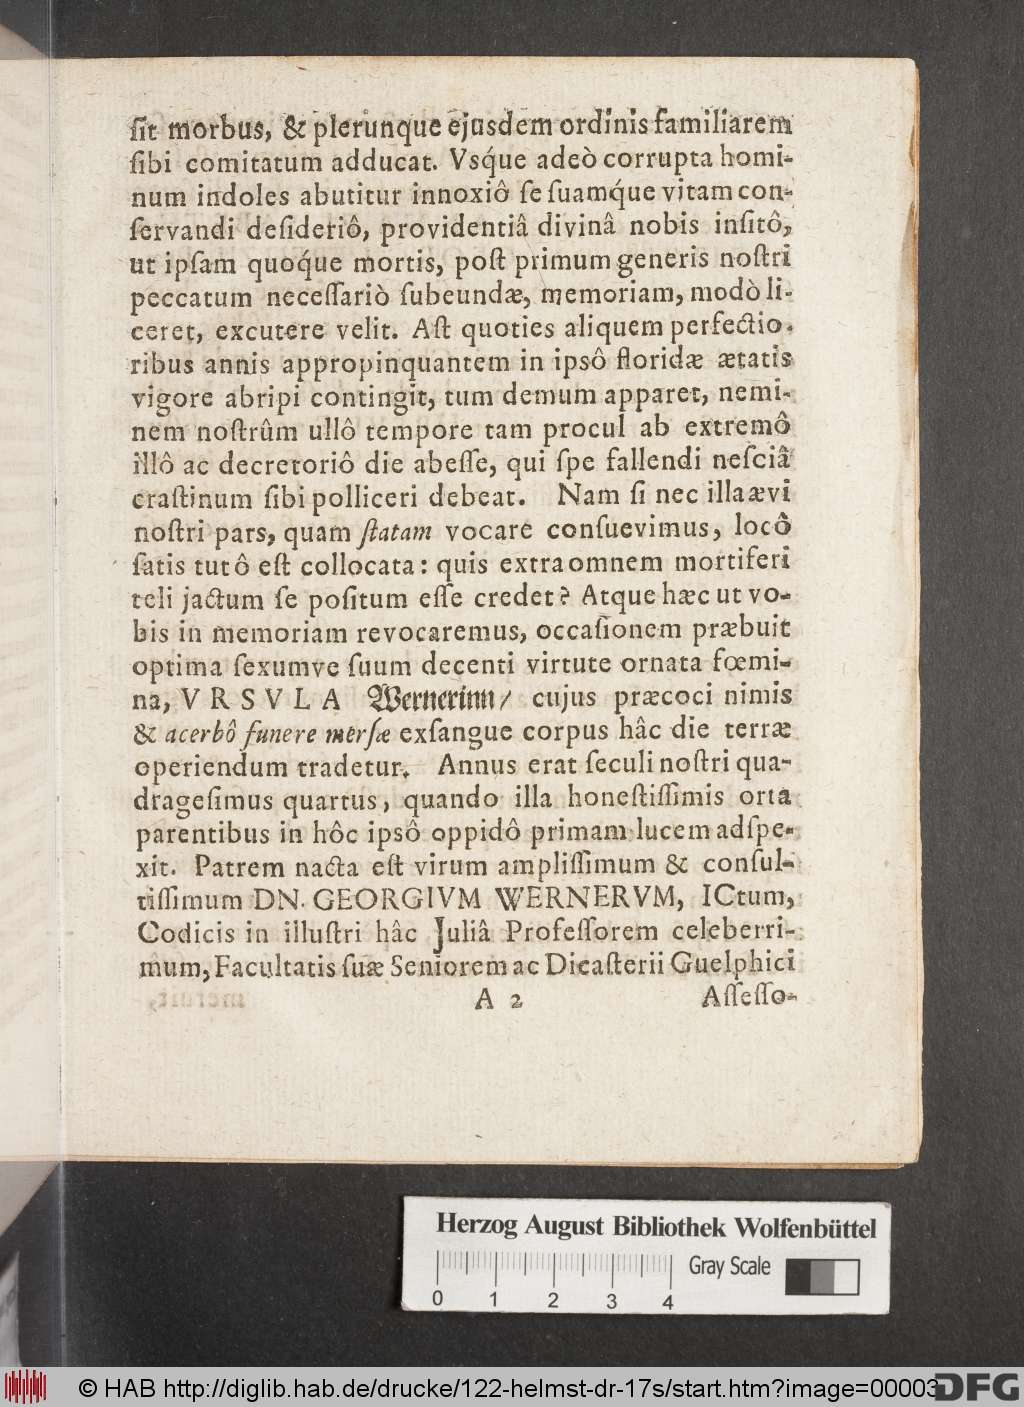 ſit morbus, & plerunque ejusdem ordinis familiarem
ſibi comitatum adducat. Vsq́ue adeò corrupta homi-
num indoles abutitur innoxiô ſe ſuamq́ue vitam con-
ſervandi deſideriô, providentiâ divinâ nobis inſitô,
ut ipſam quoq́ue mortis, poſt primum generis noſtri
peccatum neceſſariò ſubeundæ, memoriam, modò li-
ceret, excutere velit. Aſt quoties aliquem perfectio-
ribus annis appropinquantem in ipsô floridæ ætatis
vigore abripi contingit, tum demum apparet, nemi-
nem noſtrûm ullô tempore tam procul ab extremô
illô ac decretoriô die abeſſe, qui ſpe fallendi neſciâ
craſtinum ſibi polliceri debeat. Nam ſi nec illa ævi
noſtri pars, quam ſtatam vocare conſuevimus, locô
ſatis tutô eſt collocata: quis extra omnem mortiferi
teli jactum ſe poſitum eſſe credet? Atque hæc ut vo-
bis in memoriam revocaremus, occaſionem præbuit
optima ſexumve ſuum decenti virtute ornata fœmi-
na, VRSVLA Wernerinn/ cujus præcoci nimis
& acerbô funere merſæ exſangue corpus hâc die terræ
operiendum tradetur. Annus erat ſeculi noſtri qua-
drageſimus quartus, quando illa honeſtiſſimis orta
parentibus in hôc ipsô oppidô primam lucem adſpe-
xit. Patrem nacta eſt virum ampliſſimum & conſul-
tiſſimum DN. GEORGIVM WERNERVM, ICtum,
Codicis in illuſtri hâc Juliâ Profeſſorem celeberri-
mum, Facultatis ſuæ Seniorem ac Dicaſterii Guelphici
A 2 Aſſeſſo-
Herzog August Bibliothek Wolfenbüttel
Gray Scale
0 1 2 3 4
© HAB http://diglib.hab.de/drucke/122-helmst-dr-17s/start.htm?image=00003
DFG